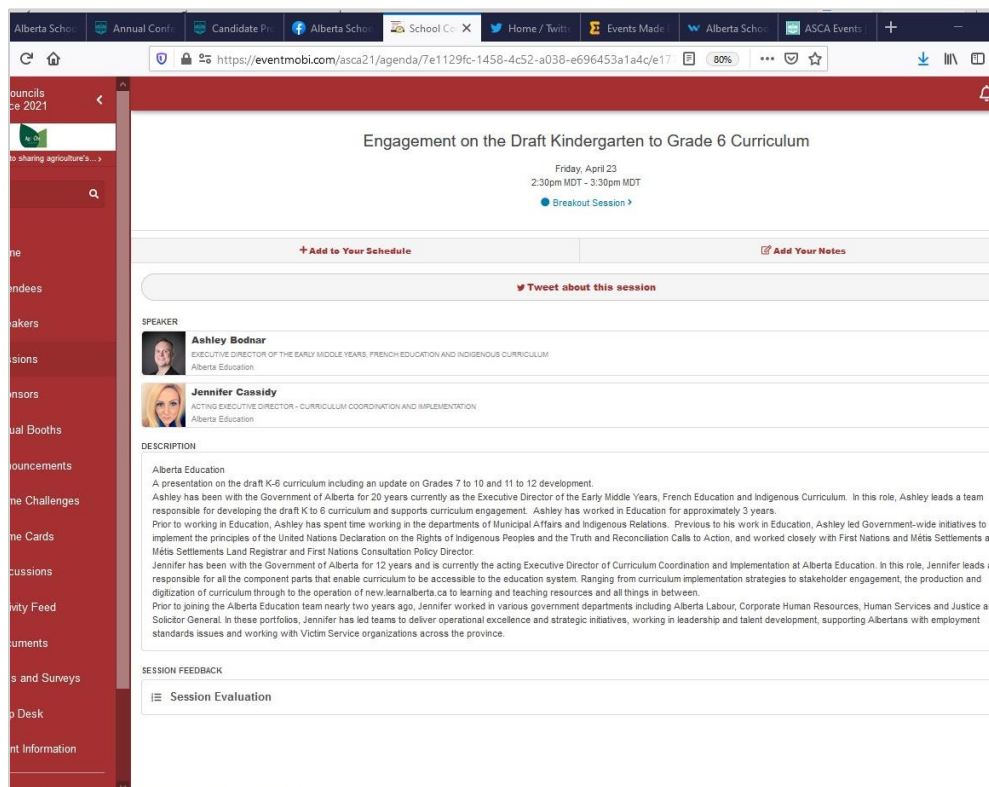 Alberta Schoo
Annual Confe
Candidate Pro
Alberta Schoo
School Co
Home / Twitt
Events Made
Alberta Schoo
ASCA Events
https://eventmobi.com/asca21/agenda/7e1129fc-1458-4c52-a038-e696453a1a4c/e17
80%
ouncils
ce 2021
to sharing agriculture's...
me
endees
eakers
ssions
onsors
ual Booths
nouncements
me Challenges
me Cards
cussions
ivity Feed
cuments
s and Surveys
p Desk
nt Information
Engagement on the Draft Kindergarten to Grade 6 Curriculum
Friday, April 23
2:30pm MDT - 3:30pm MDT
Breakout Session
+ Add to Your Schedule
Add Your Notes
Tweet about this session
SPEAKER
Ashley Bodnar
EXECUTIVE DIRECTOR OF THE EARLY MIDDLE YEARS, FRENCH EDUCATION AND INDIGENOUS CURRICULUM
Alberta Education
Jennifer Cassidy
ACTING EXECUTIVE DIRECTOR - CURRICULUM COORDINATION AND IMPLEMENTATION
Alberta Education
DESCRIPTION
Alberta Education
A presentation on the draft K-6 curriculum including an update on Grades 7 to 10 and 11 to 12 development.
Ashley has been with the Government of Alberta for 20 years currently as the Executive Director of the Early Middle Years, French Education and Indigenous Curriculum. In this role, Ashley leads a team
responsible for developing the draft K to 6 curriculum and supports curriculum engagement. Ashley has worked in Education for approximately 3 years.
Prior to working in Education, Ashley has spent time working in the departments of Municipal Affairs and Indigenous Relations. Previous to his work in Education, Ashley led Government-wide initiatives to
implement the principles of the United Nations Declaration on the Rights of Indigenous Peoples and the Truth and Reconciliation Calls to Action, and worked closely with First Nations and Métis Settlements a
Métis Settlements Land Registrar and First Nations Consultation Policy Director.
Jennifer has been with the Government of Alberta for 12 years and is currently the acting Executive Director of Curriculum Coordination and Implementation at Alberta Education. In this role, Jennifer leads a
responsible for all the component parts that enable curriculum to be accessible to the education system. Ranging from curriculum implementation strategies to stakeholder engagement, the production and
digitization of curriculum through to the operation of new.learnalberta.ca to learning and teaching resources and all things in between.
Prior to joining the Alberta Education team nearly two years ago, Jennifer worked in various government departments including Alberta Labour, Corporate Human Resources, Human Services and Justice a
Solicitor General. In these portfolios, Jennifer has led teams to deliver operational excellence and strategic initiatives, working in leadership and talent development, supporting Albertans with employment
standards issues and working with Victim Service organizations across the province.
SESSION FEEDBACK
Session Evaluation